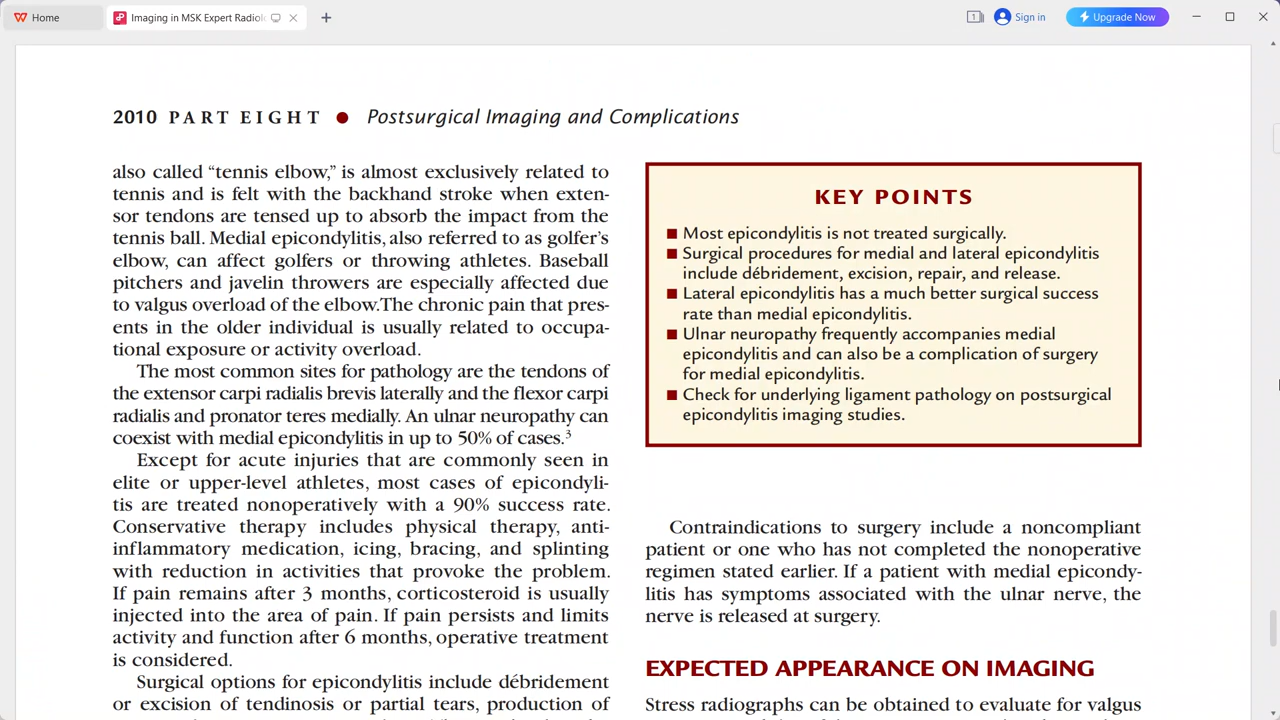 Home
Imaging in MSK Expert Radiol
1
Sign in
Upgrade Now
2010 PART EIGHT ● Postsurgical Imaging and Complications
also called “tennis elbow,” is almost exclusively related to
tennis and is felt with the backhand stroke when exten-
sor tendons are tensed up to absorb the impact from the
tennis ball. Medial epicondylitis, also referred to as golfer’s
elbow, can affect golfers or throwing athletes. Baseball
pitchers and javelin throwers are especially affected due
to valgus overload of the elbow.The chronic pain that pres-
ents in the older individual is usually related to occupa-
tional exposure or activity overload.
The most common sites for pathology are the tendons of
the extensor carpi radialis brevis laterally and the flexor carpi
radialis and pronator teres medially. An ulnar neuropathy can
coexist with medial epicondylitis in up to 50% of cases.³
Except for acute injuries that are commonly seen in
elite or upper-level athletes, most cases of epicondyli-
tis are treated nonoperatively with a 90% success rate.
Conservative therapy includes physical therapy, anti-
inflammatory medication, icing, bracing, and splinting
with reduction in activities that provoke the problem.
If pain remains after 3 months, corticosteroid is usually
injected into the area of pain. If pain persists and limits
activity and function after 6 months, operative treatment
is considered.
Surgical options for epicondylitis include débridement
or excision of tendinosis or partial tears, production of
KEY POINTS
■ Most epicondylitis is not treated surgically.
■ Surgical procedures for medial and lateral epicondylitis
include débridement, excision, repair, and release.
■ Lateral epicondylitis has a much better surgical success
rate than medial epicondylitis.
■ Ulnar neuropathy frequently accompanies medial
epicondylitis and can also be a complication of surgery
for medial epicondylitis.
■ Check for underlying ligament pathology on postsurgical
epicondylitis imaging studies.
Contraindications to surgery include a noncompliant
patient or one who has not completed the nonoperative
regimen stated earlier. If a patient with medial epicondy-
litis has symptoms associated with the ulnar nerve, the
nerve is released at surgery.
EXPECTED APPEARANCE ON IMAGING
Stress radiographs can be obtained to evaluate for valgus